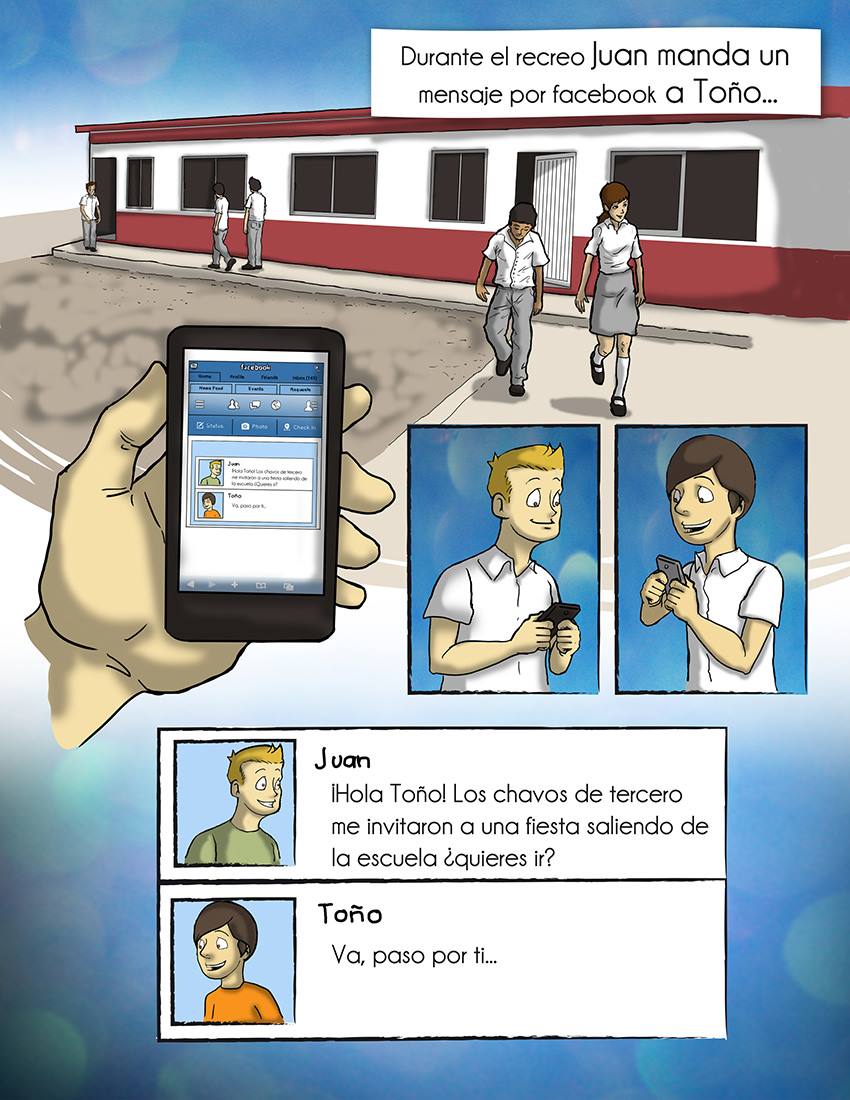 Durante el recreo Juan manda un
mensaje por facebook a Toño...
facebook
Home Profile Friends Inbox (245)
News Feed Events Requests
Status Photo Check In
Juan
¡Hola Toño! Los chavos de tercero
me invitaron a una fiesta saliendo de
la escuela ¿Quieres ir?
Toño
Va, paso por ti...
Juan
¡Hola Toño! Los chavos de tercero
me invitaron a una fiesta saliendo de
la escuela ¿quieres ir?
Toño
Va, paso por ti...